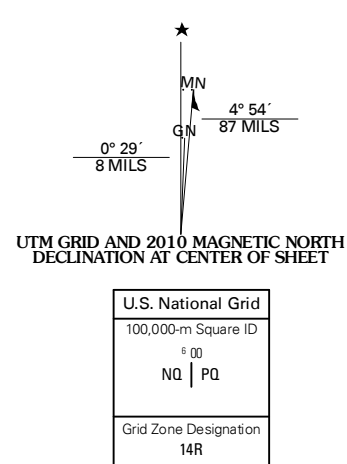 ★
MN
4° 54´
87 MILS
GN
0° 29´
8 MILS
UTM GRID AND 2010 MAGNETIC NORTH
DECLINATION AT CENTER OF SHEET
U.S. National Grid
100,000-m Square ID
6 00
NQ | PQ
Grid Zone Designation
14R